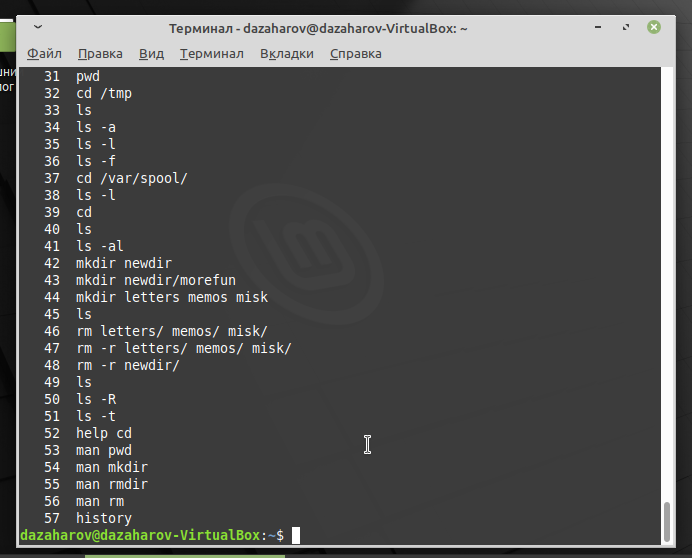 Терминал - dazaharov@dazaharov-VirtualBox: ~
Файл Правка Вид Терминал Вкладки Справка
31 pwd
32 cd /tmp
33 ls
34 ls -a
35 ls -l
36 ls -f
37 cd /var/spool/
38 ls -l
39 cd
40 ls
41 ls -al
42 mkdir newdir
43 mkdir newdir/morefun
44 mkdir letters memos misk
45 ls
46 rm letters/ memos/ misk/
47 rm -r letters/ memos/ misk/
48 rm -r newdir/
49 ls
50 ls -R
51 ls -t
52 help cd
53 man pwd
54 man mkdir
55 man rmdir
56 man rm
57 history
dazaharov@dazaharov-VirtualBox:~$